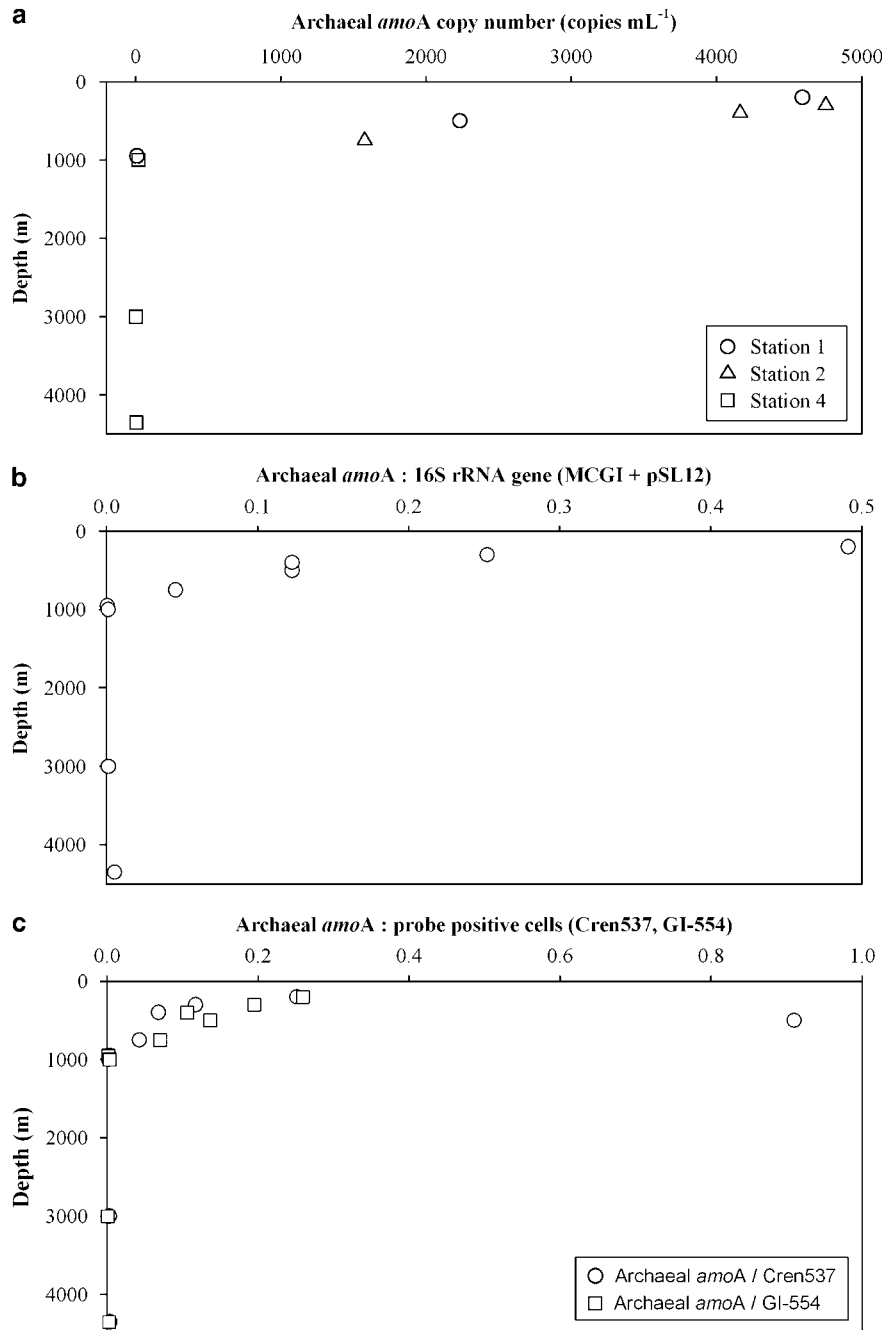 a
Archaeal amoA copy number (copies mL-1)
0 1000 2000 3000 4000 5000
0
1000
2000
3000
4000
Depth (m)
Station 1
Station 2
Station 4
b
Archaeal amoA : 16S rRNA gene (MCGI + pSL12)
0.0 0.1 0.2 0.3 0.4 0.5
0
1000
2000
3000
4000
Depth (m)
c
Archaeal amoA : probe positive cells (Cren537, GI-554)
0.0 0.2 0.4 0.6 0.8 1.0
0
1000
2000
3000
4000
Depth (m)
Archaeal amoA / Cren537
Archaeal amoA / GI-554